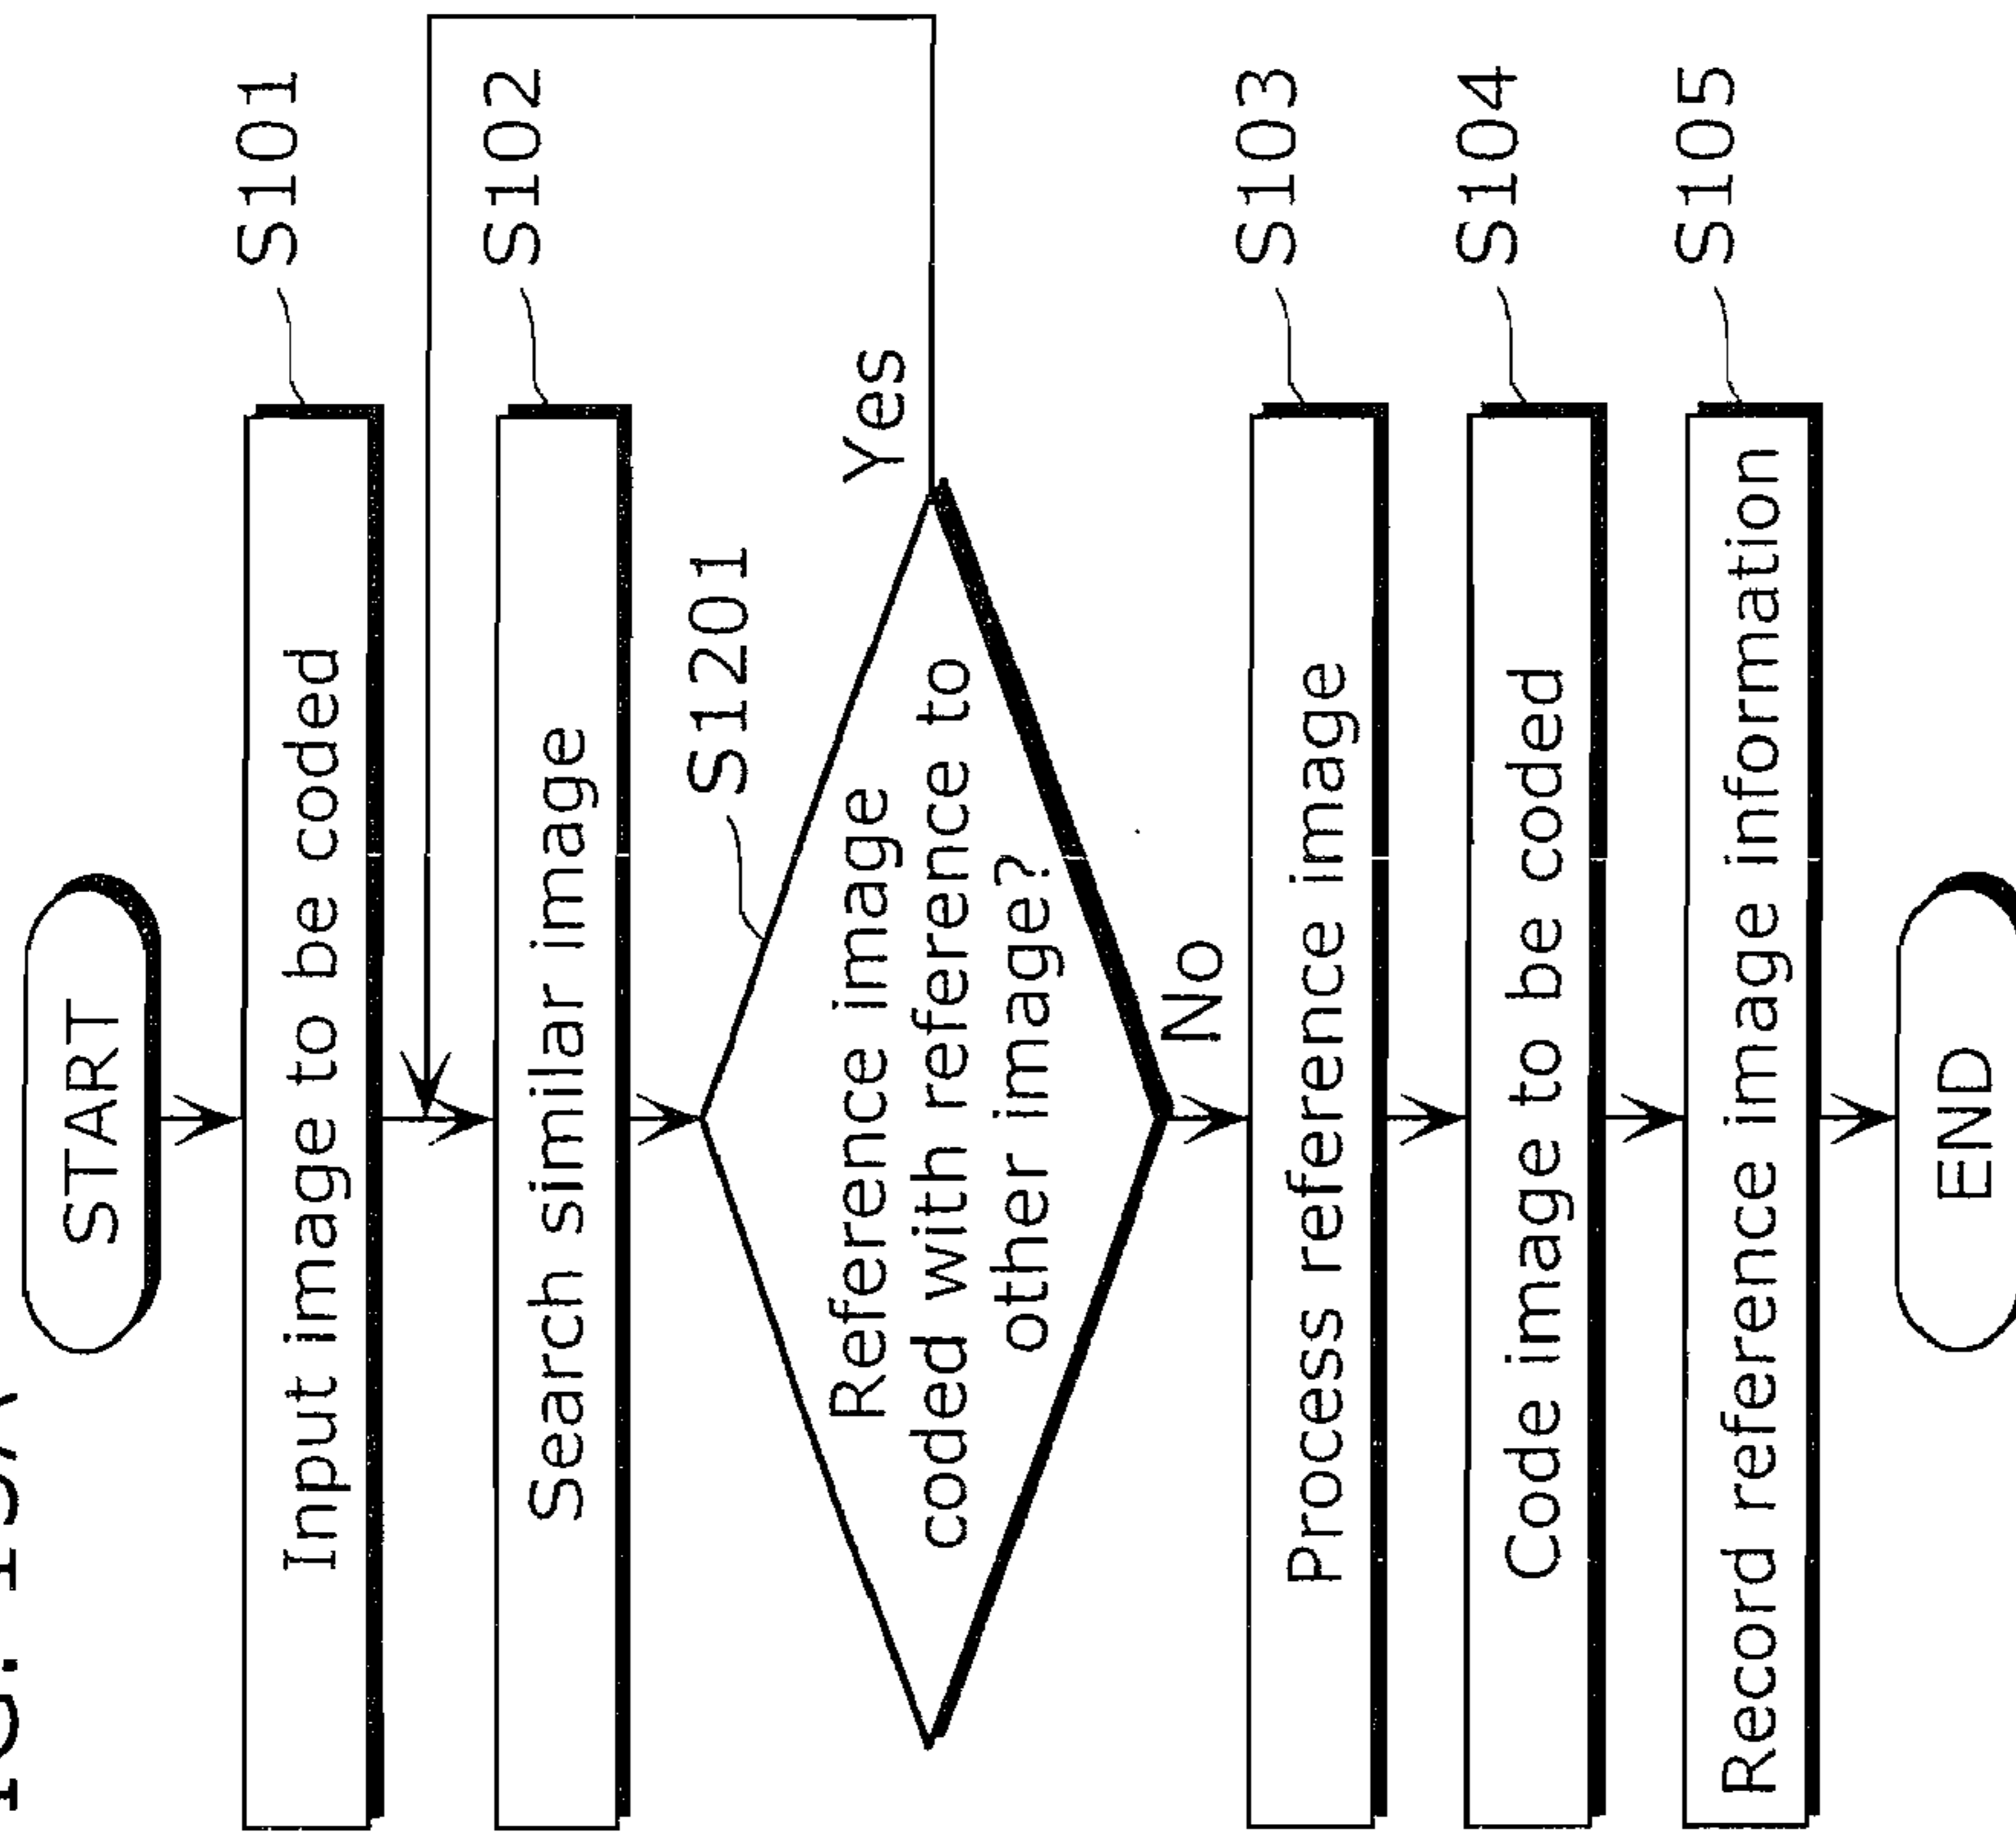 START
Input image to be coded
S101
Search similar image
S102
S1201
Reference image
coded with reference to
other image?
Yes
No
Process reference image
S103
Code image to be coded
S104
Record reference image information
S105
END